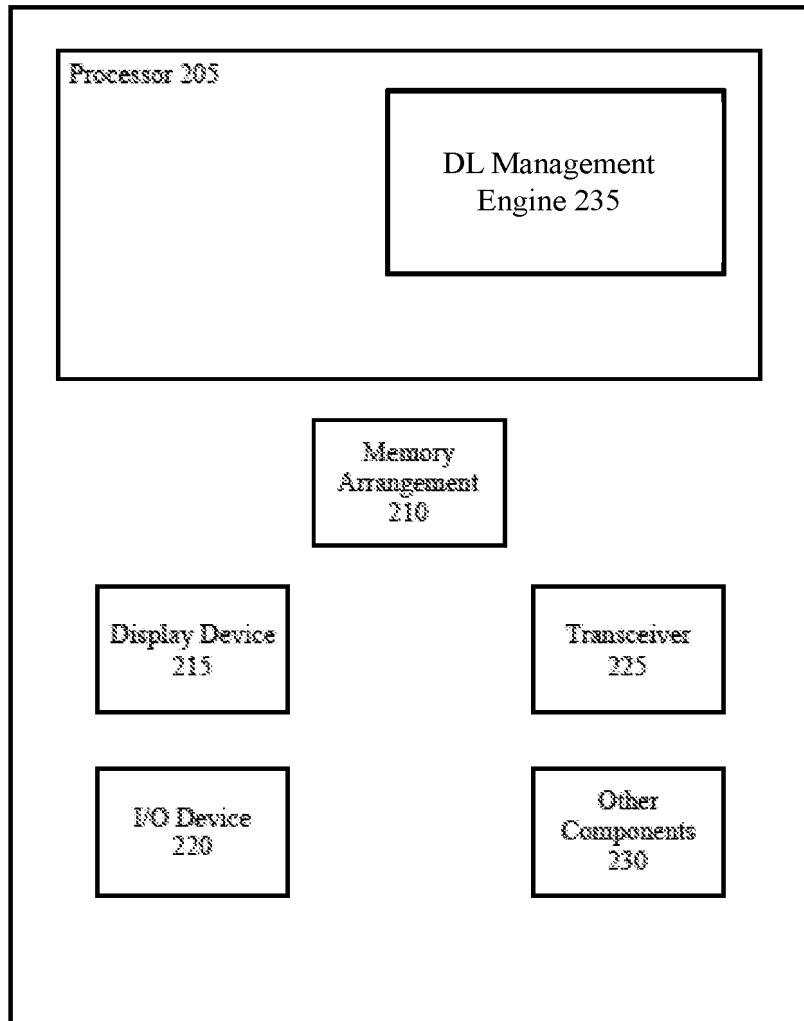 Processor 205
DL Management
Engine 235
Memory
Arrangement
210
Display Device
215
Transceiver
225
I/O Device
220
Other
Components
230